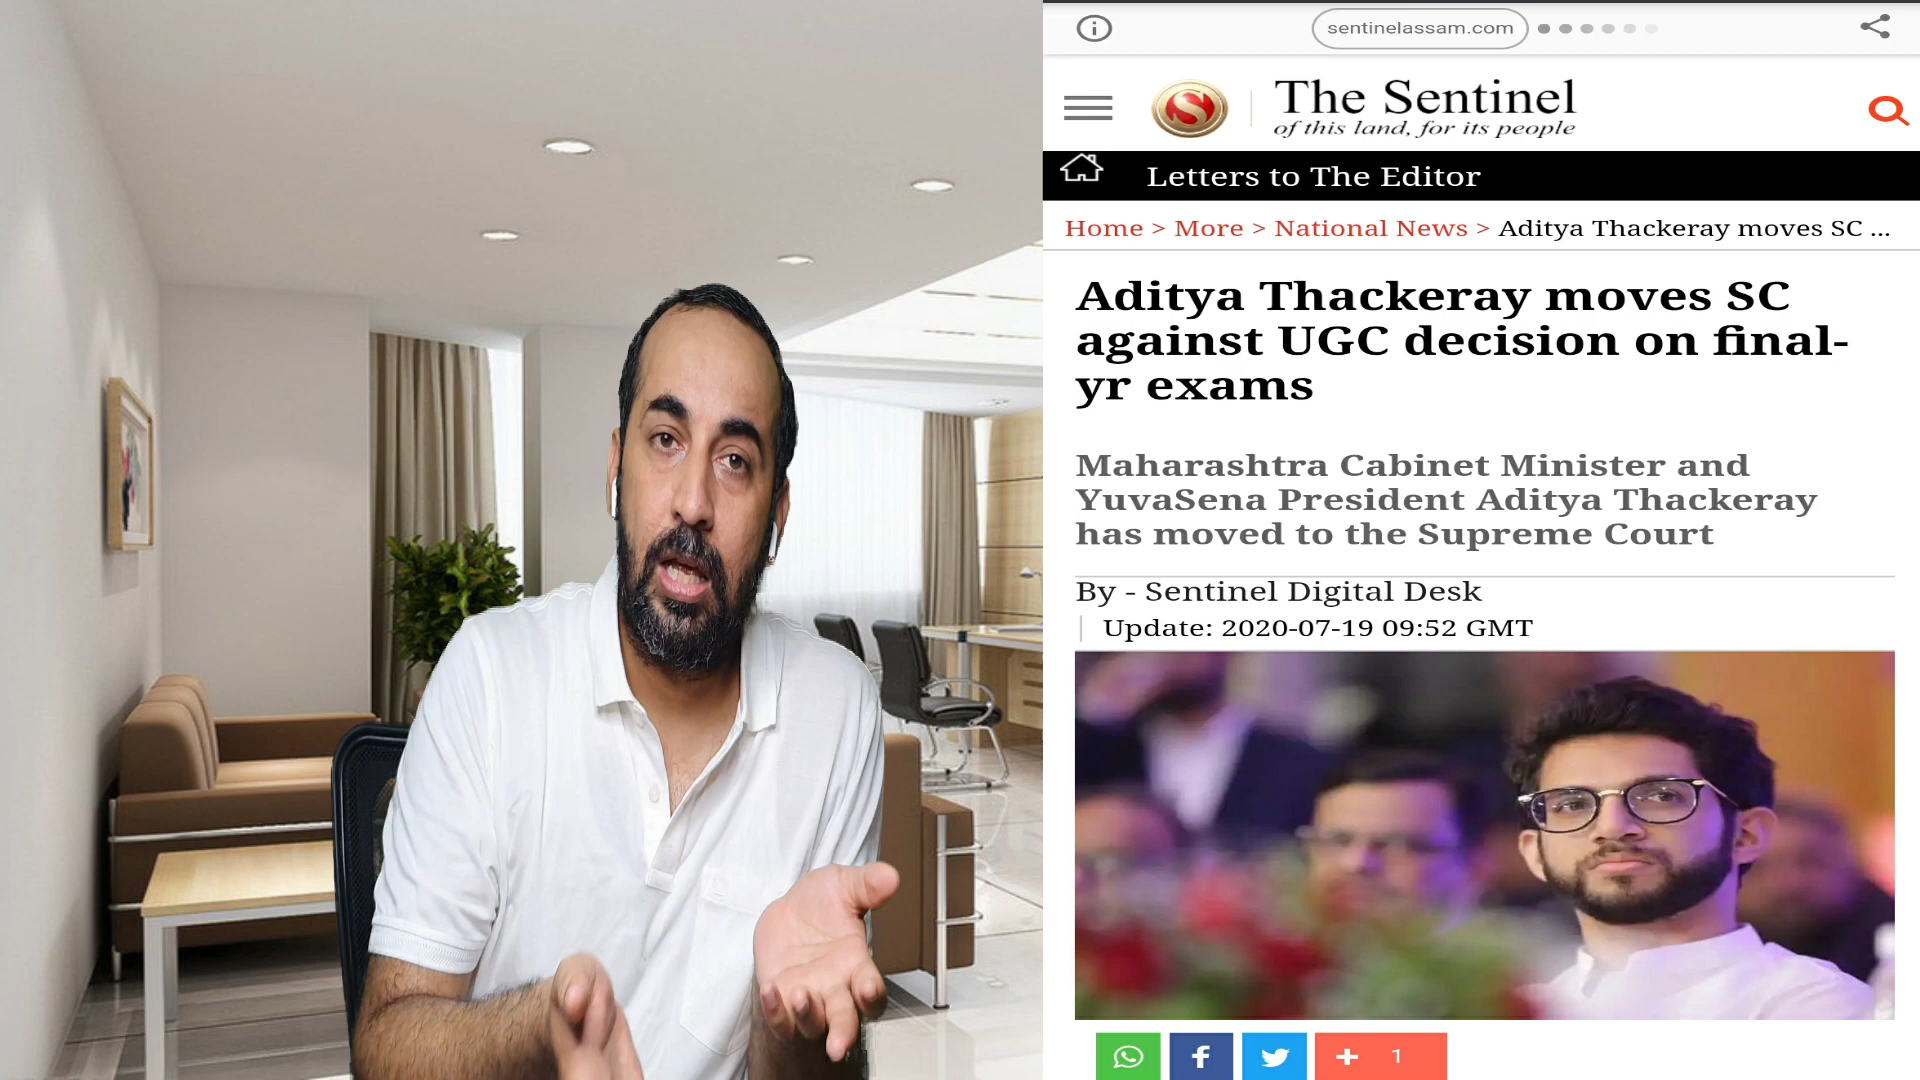 sentinelassam.com
The Sentinel
of this land, for its people
Letters to The Editor
Home > More > National News > Aditya Thackeray moves SC ...
Aditya Thackeray moves SC
against UGC decision on final-
yr exams
Maharashtra Cabinet Minister and
YuvaSena President Aditya Thackeray
has moved to the Supreme Court
By - Sentinel Digital Desk
Update: 2020-07-19 09:52 GMT
+ 1